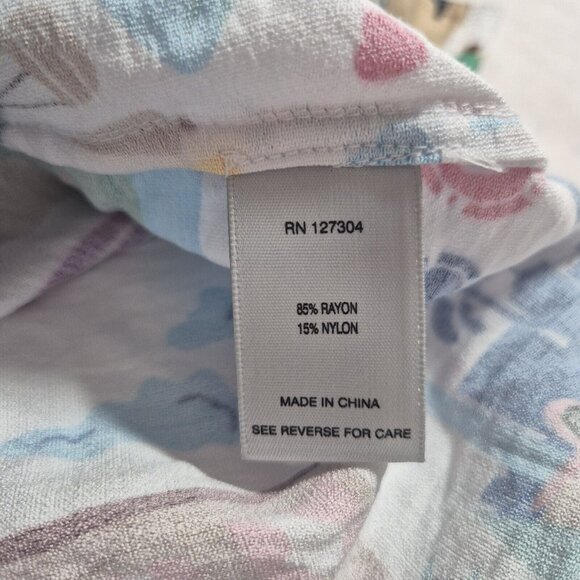 RN 127304
85% RAYON
15% NYLON
MADE IN CHINA
SEE REVERSE FOR CARE